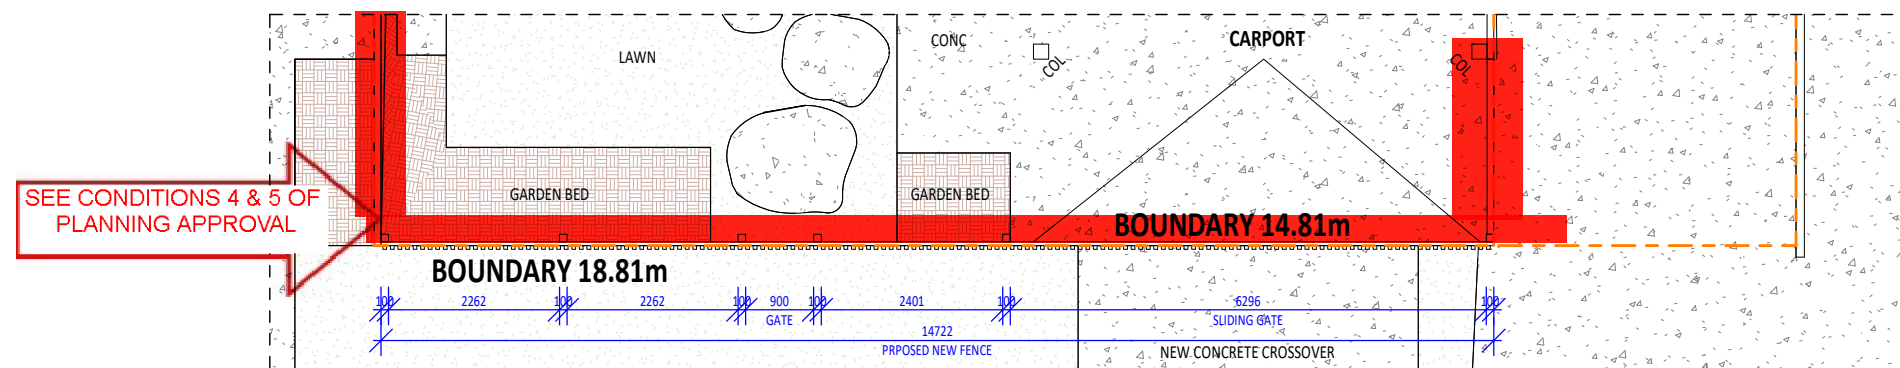 LAWN
CONC
COL
CARPORT
COL
SEE CONDITIONS 4 & 5 OF
PLANNING APPROVAL
GARDEN BED
GARDEN BED
BOUNDARY 14.81m
BOUNDARY 18.81m
100 2262 100 2262 100 900 100 2401 100 6296 100
GATE
SLIDING GATE
14722
PRPOSED NEW FENCE
NEW CONCRETE CROSSOVER